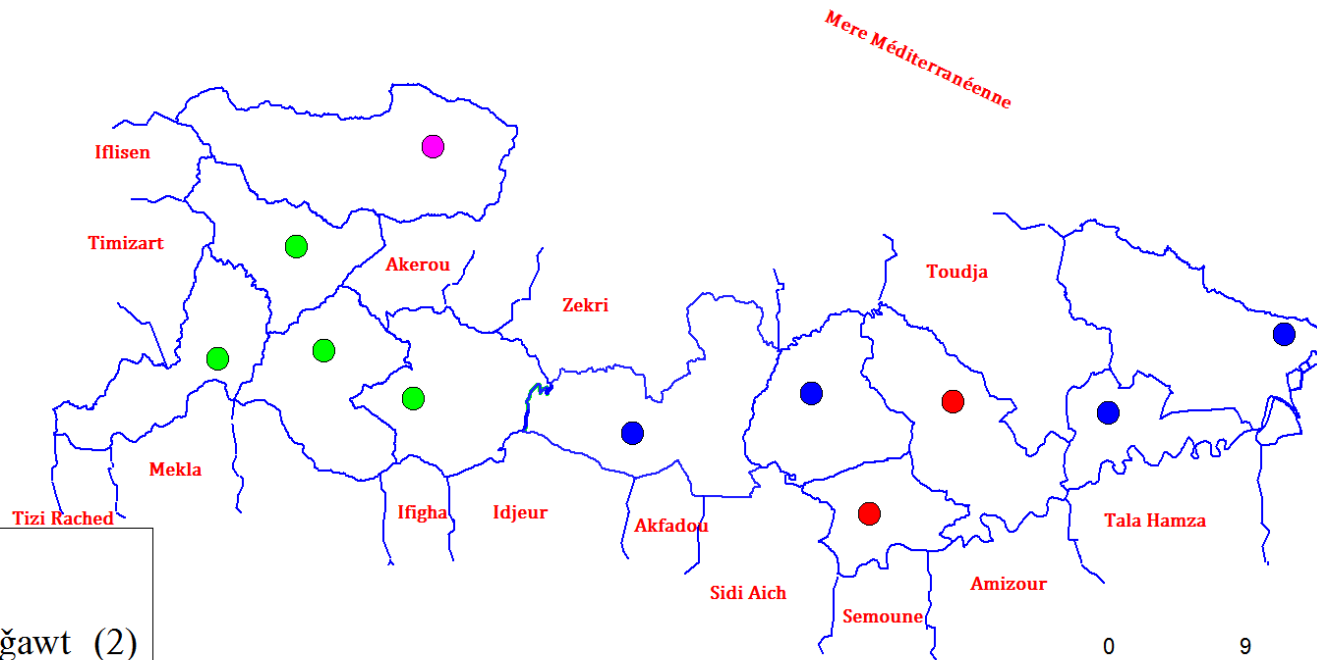 Mere Méditerranéenne
Iflisen
Timizart
Akerou
Toudja
Zekri
Mekla
Tizi Rached
Ifigha
Idjeur
Akfadou
Tala Hamza
Sidi Aich
Amizour
Semoune
ğawt (2)
0 9